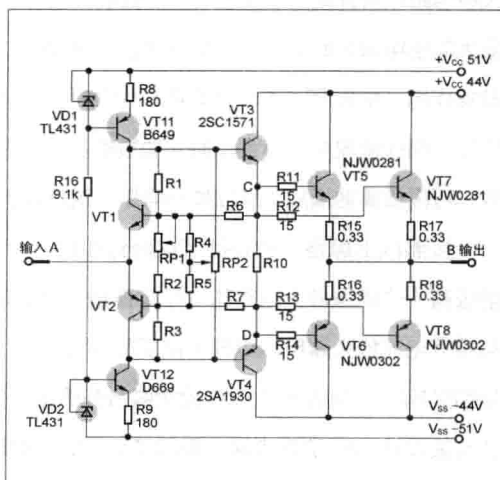 +Vcc 51V
+Vcc 44V
VD1
TL431
R8
180
VT11
B649
VT3
2SC1571
NJW0281
VT5
VT7
NJW0281
R16
9.1k
R1
C
R11
15
R12
15
R15
0.33
R17
0.33
VT1
R6
输入 A
RP1
R4
RP2
R10
B 输出
R2
R5
R16
0.33
R18
0.33
VT2
R7
R13
15
R3
D
R14
15
VT12
D669
VT4
2SA1930
VT6
NJW0302
VT8
NJW0302
VD2
TL431
R9
180
Vss -44V
Vss -51V